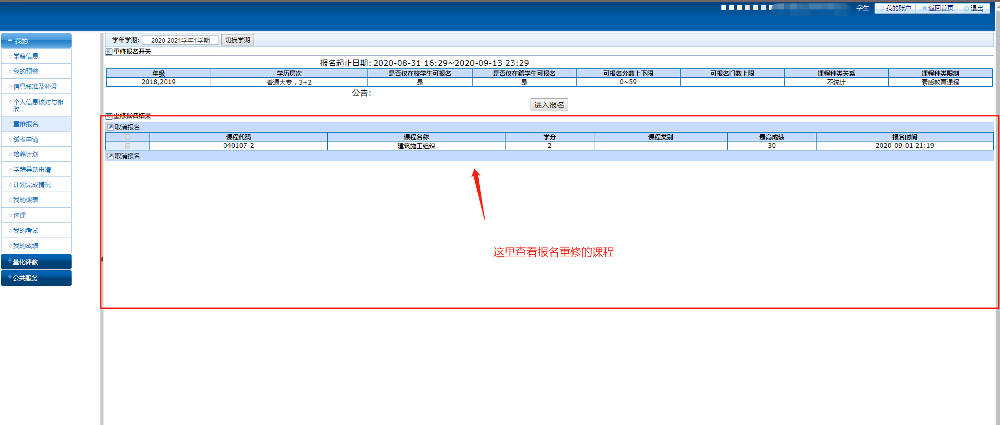 学生 我的账户 返回首页 退出
我的
学籍信息
我的预警
信息核准及补录
个人信息核对与修
改
重修报名
缓考申请
培养计划
学籍异动申请
计划完成情况
我的课表
选课
我的考试
我的成绩
量化评教
公共服务
学年学期: 2020-2021学年1学期 切换学期
重修报名开关
报名起止日期: 2020-08-31 16:29~2020-09-13 23:29
年级 学历层次 是否仅在校学生可报名 是否仅在籍学生可报名 可报名分数上下限 可报名门数上限 课程种类关系 课程种类限制
2018,2019 普通大专，3+2 是 是 0~59 不统计 素质教育课程
公告:
进入报名
重修报名结果
取消报名
课程代码 课程名称 学分 课程类别 最高成绩 报名时间
040107-2 建筑施工组织 2 30 2020-09-01 21:19
取消报名
这里查看报名重修的课程